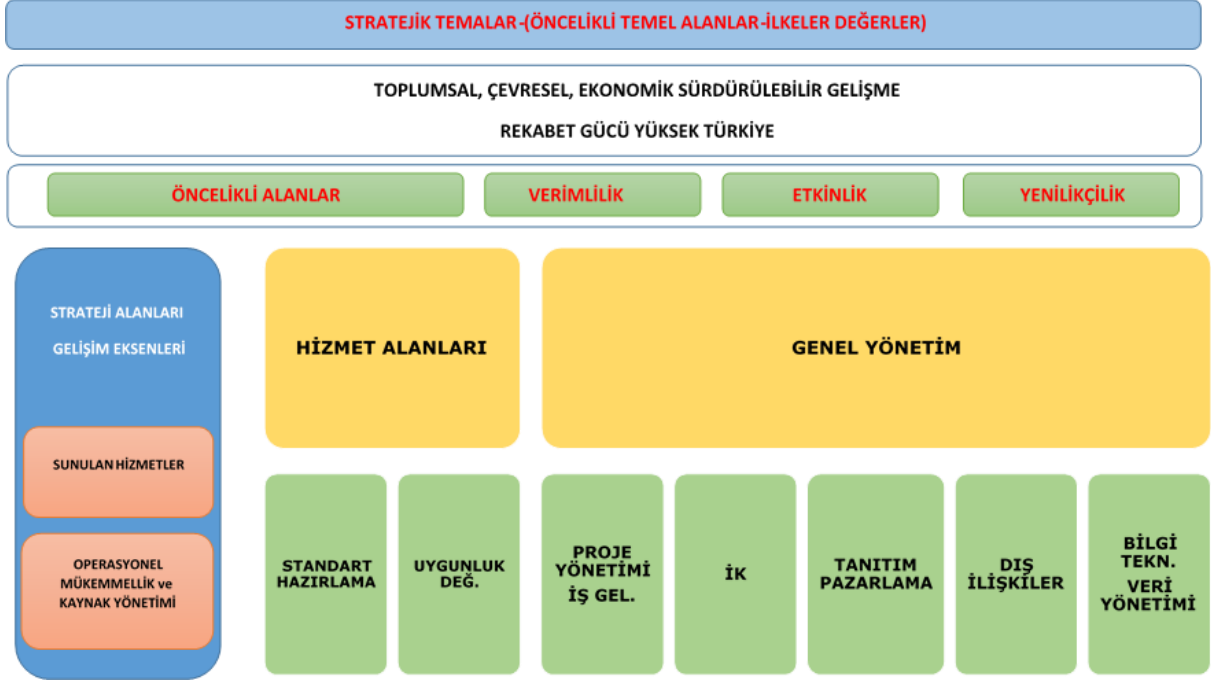 STRATEJİK TEMALAR-(ÖNCELİKLİ TEMEL ALANLAR-İLKELER DEĞERLER)
TOPLUMSAL, ÇEVRESEL, EKONOMİK SÜRDÜRÜLEBİLİR GELİŞME
REKABET GÜCÜ YÜKSEK TÜRKİYE
ÖNCELİKLİ ALANLAR
VERİMLİLİK
ETKİNLİK
YENİLİKÇİLİK
STRATEJİ ALANLARI
GELİŞİM EKSENLERİ
SUNULAN HİZMETLER
OPERASYONEL
MÜKEMMELLİK ve
KAYNAK YÖNETİMİ
HİZMET ALANLARI
GENEL YÖNETİM
STANDART
HAZIRLAMA
UYGUNLUK
DEĞ.
PROJE
YÖNETİMİ
İŞ GEL.
İK
TANITIM
PAZARLAMA
DIŞ
İLİŞKİLER
BİLGİ
TEKN.
VERİ
YÖNETİMİ